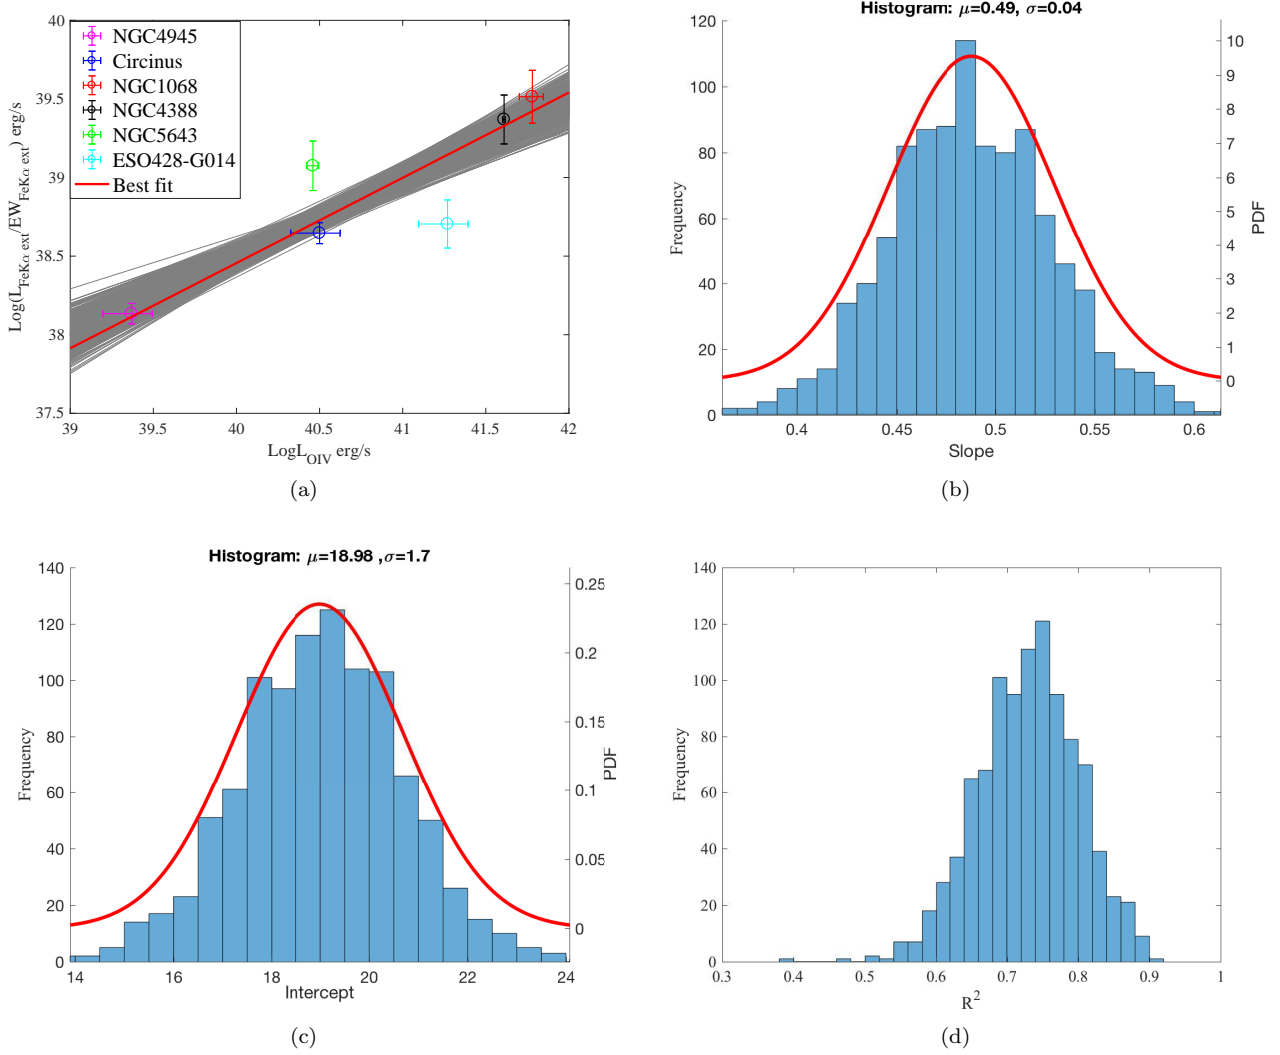 40
39.5
39
38.5
38
37.5
Log(L_FeKα ext/EW_FeKα ext) erg/s
NGC4945
Circinus
NGC1068
NGC4388
NGC5643
ESO428-G014
Best fit
39 39.5 40 40.5 41 41.5 42
LogL_OIV erg/s
(a)
Histogram: μ=0.49, σ=0.04
120
100
80
60
40
20
0
Frequency
10
9
8
7
6
5
4
3
2
1
0
PDF
0.4 0.45 0.5 0.55 0.6
Slope
(b)
Histogram: μ=18.98 ,σ=1.7
140
120
100
80
60
40
20
0
Frequency
0.25
0.2
0.15
0.1
0.05
0
PDF
14 16 18 20 22 24
Intercept
(c)
140
120
100
80
60
40
20
0
Frequency
0.3 0.4 0.5 0.6 0.7 0.8 0.9 1
R²
(d)